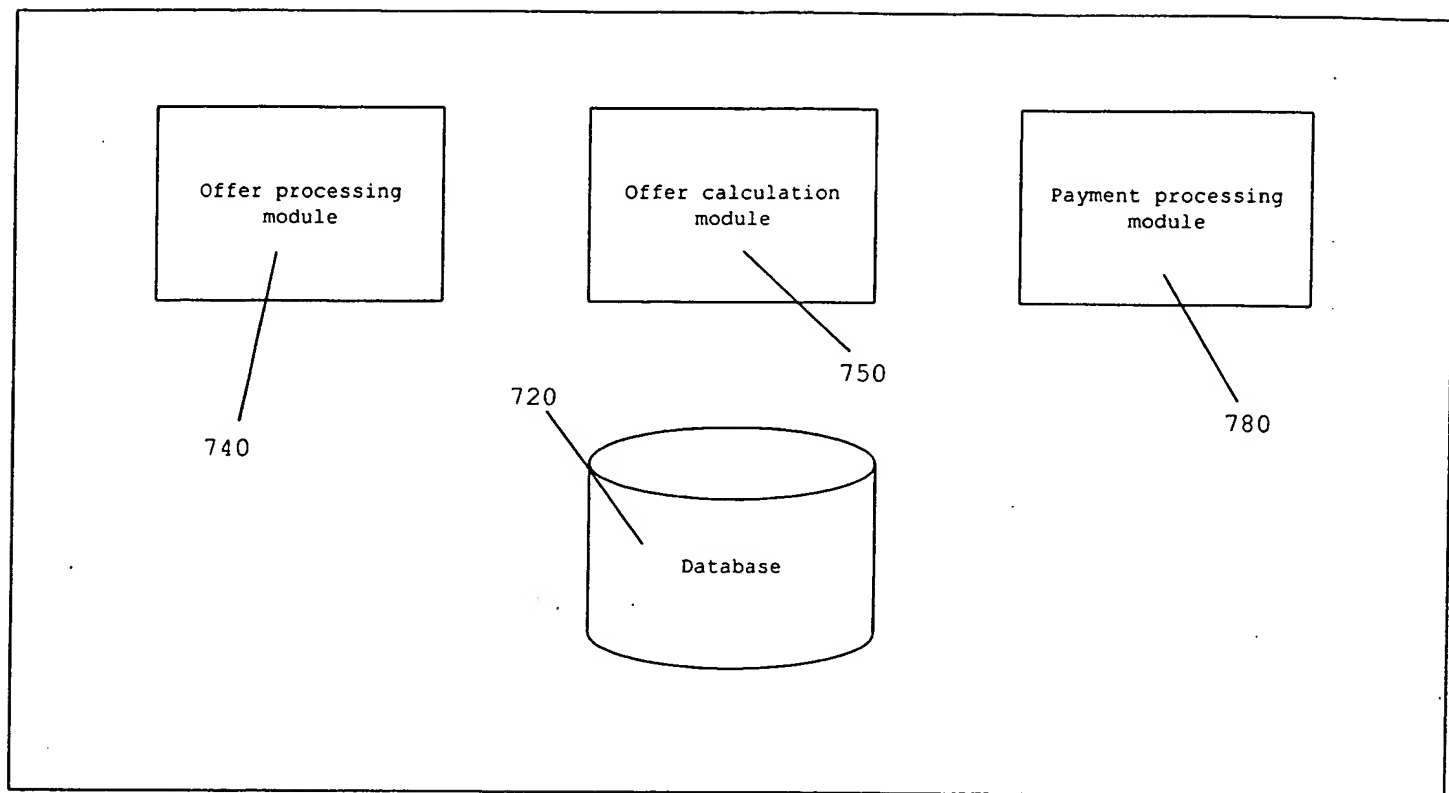 Offer processing
module
Offer calculation
module
Payment processing
module
740
750
780
720
Database